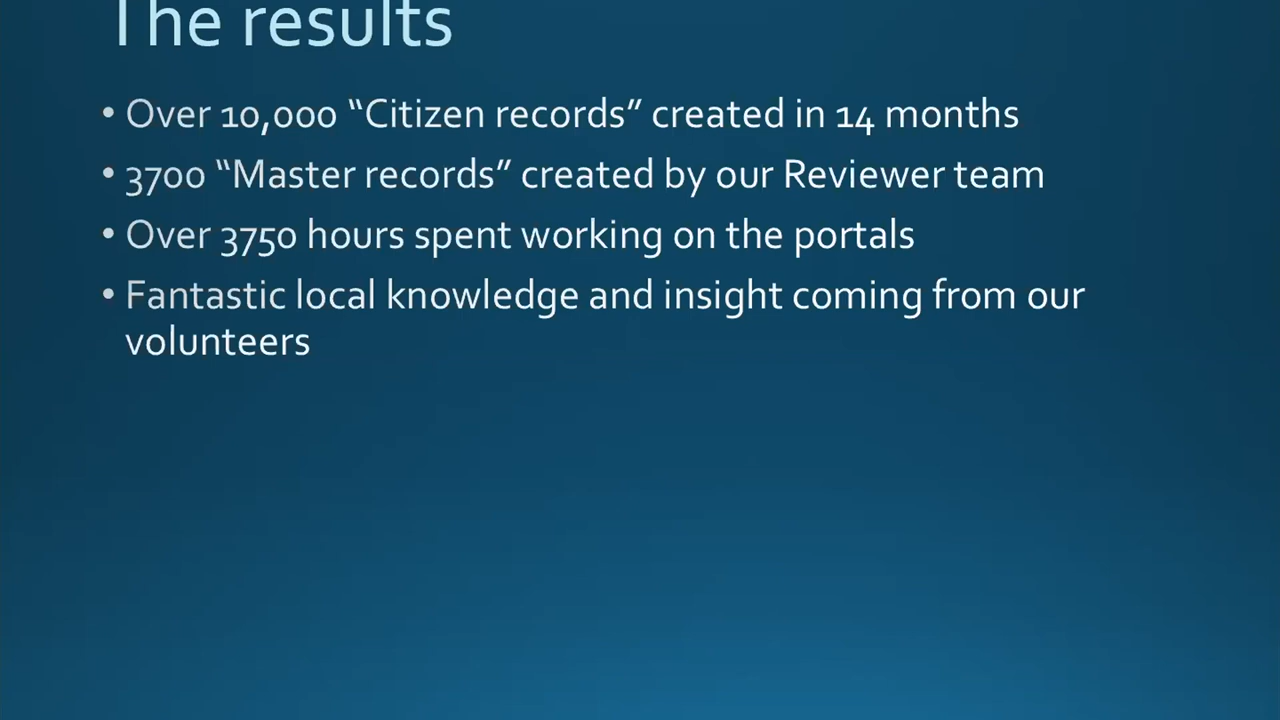 The results
• Over 10,000 “Citizen records” created in 14 months
• 3700 “Master records” created by our Reviewer team
• Over 3750 hours spent working on the portals
• Fantastic local knowledge and insight coming from our
volunteers